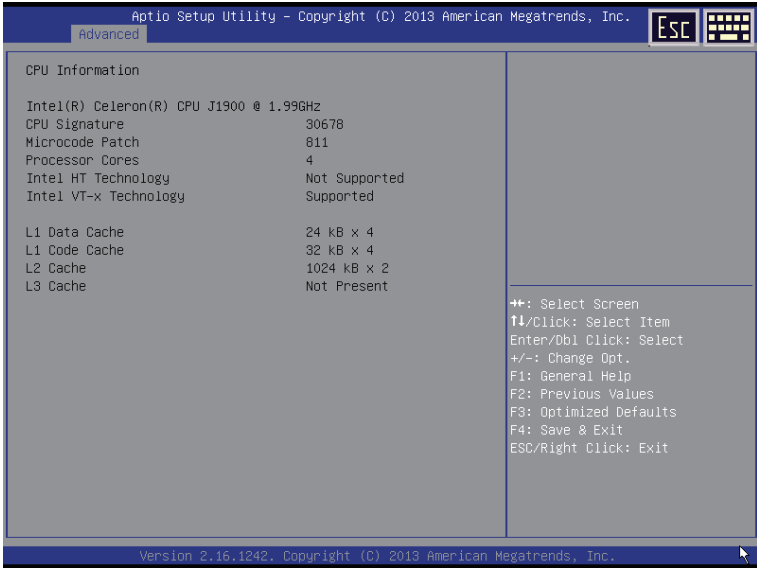 Aptio Setup Utility – Copyright (C) 2013 American Megatrends, Inc.
Esc
Advanced
CPU Information
Intel(R) Celeron(R) CPU J1900 @ 1.99GHz
CPU Signature 30678
Microcode Patch 811
Processor Cores 4
Intel HT Technology Not Supported
Intel VT-x Technology Supported
L1 Data Cache 24 kB x 4
L1 Code Cache 32 kB x 4
L2 Cache 1024 kB x 2
L3 Cache Not Present
→←: Select Screen
↑↓/Click: Select Item
Enter/Dbl Click: Select
+/-: Change Opt.
F1: General Help
F2: Previous Values
F3: Optimized Defaults
F4: Save & Exit
ESC/Right Click: Exit
Version 2.16.1242. Copyright (C) 2013 American Megatrends, Inc.